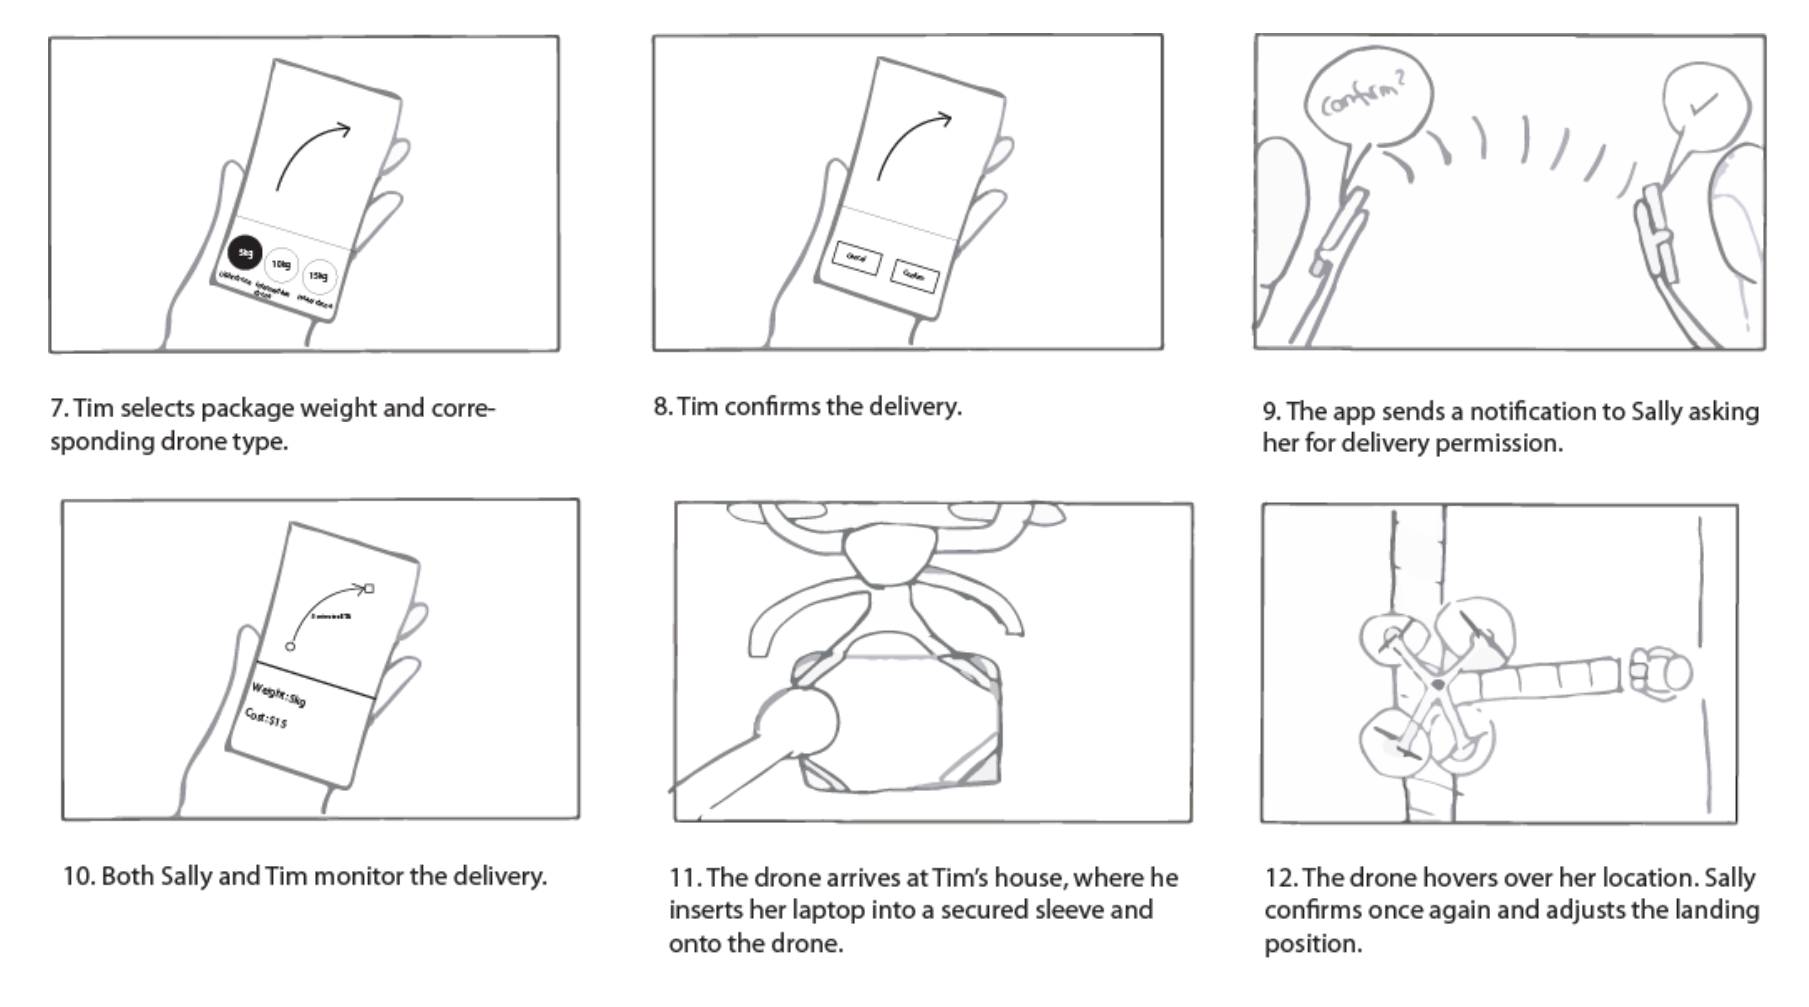 5kg
10kg
15kg
7. Tim selects package weight and corre-
sponding drone type.
Cancel
Confirm
8. Tim confirms the delivery.
confirm?
9. The app sends a notification to Sally asking
her for delivery permission.
Weight: 5kg
Cost: $15
10. Both Sally and Tim monitor the delivery.
11. The drone arrives at Tim's house, where he
inserts her laptop into a secured sleeve and
onto the drone.
12. The drone hovers over her location. Sally
confirms once again and adjusts the landing
position.